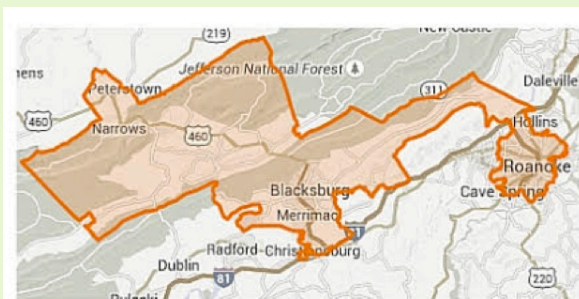 New Castle
219
Jefferson National Forest
mens
Peterstown
311
Daleville
460
Narrows
460
Hollins
Roanoke
Blacksburg
Cave Spring
Merrimac
81
Radford-Christiansburg
Dublin
81
220
Pulaski